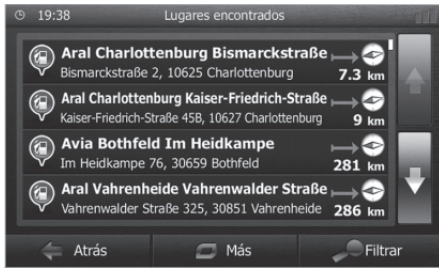 19:38 Lugares encontrados
Aral Charlottenburg Bismarckstraße
Bismarckstraße 2, 10625 Charlottenburg 7.3 km
Aral Charlottenburg Kaiser-Friedrich-Straße
Kaiser-Friedrich-Straße 45B, 10627 Charlottenburg 9 km
Avia Bothfeld Im Heidkampe
Im Heidkampe 76, 30659 Bothfeld 281 km
Aral Vahrenheide Vahrenwalder Straße
Vahrenwalder Straße 325, 30851 Vahrenheide 286 km
Atrás Más Filtrar